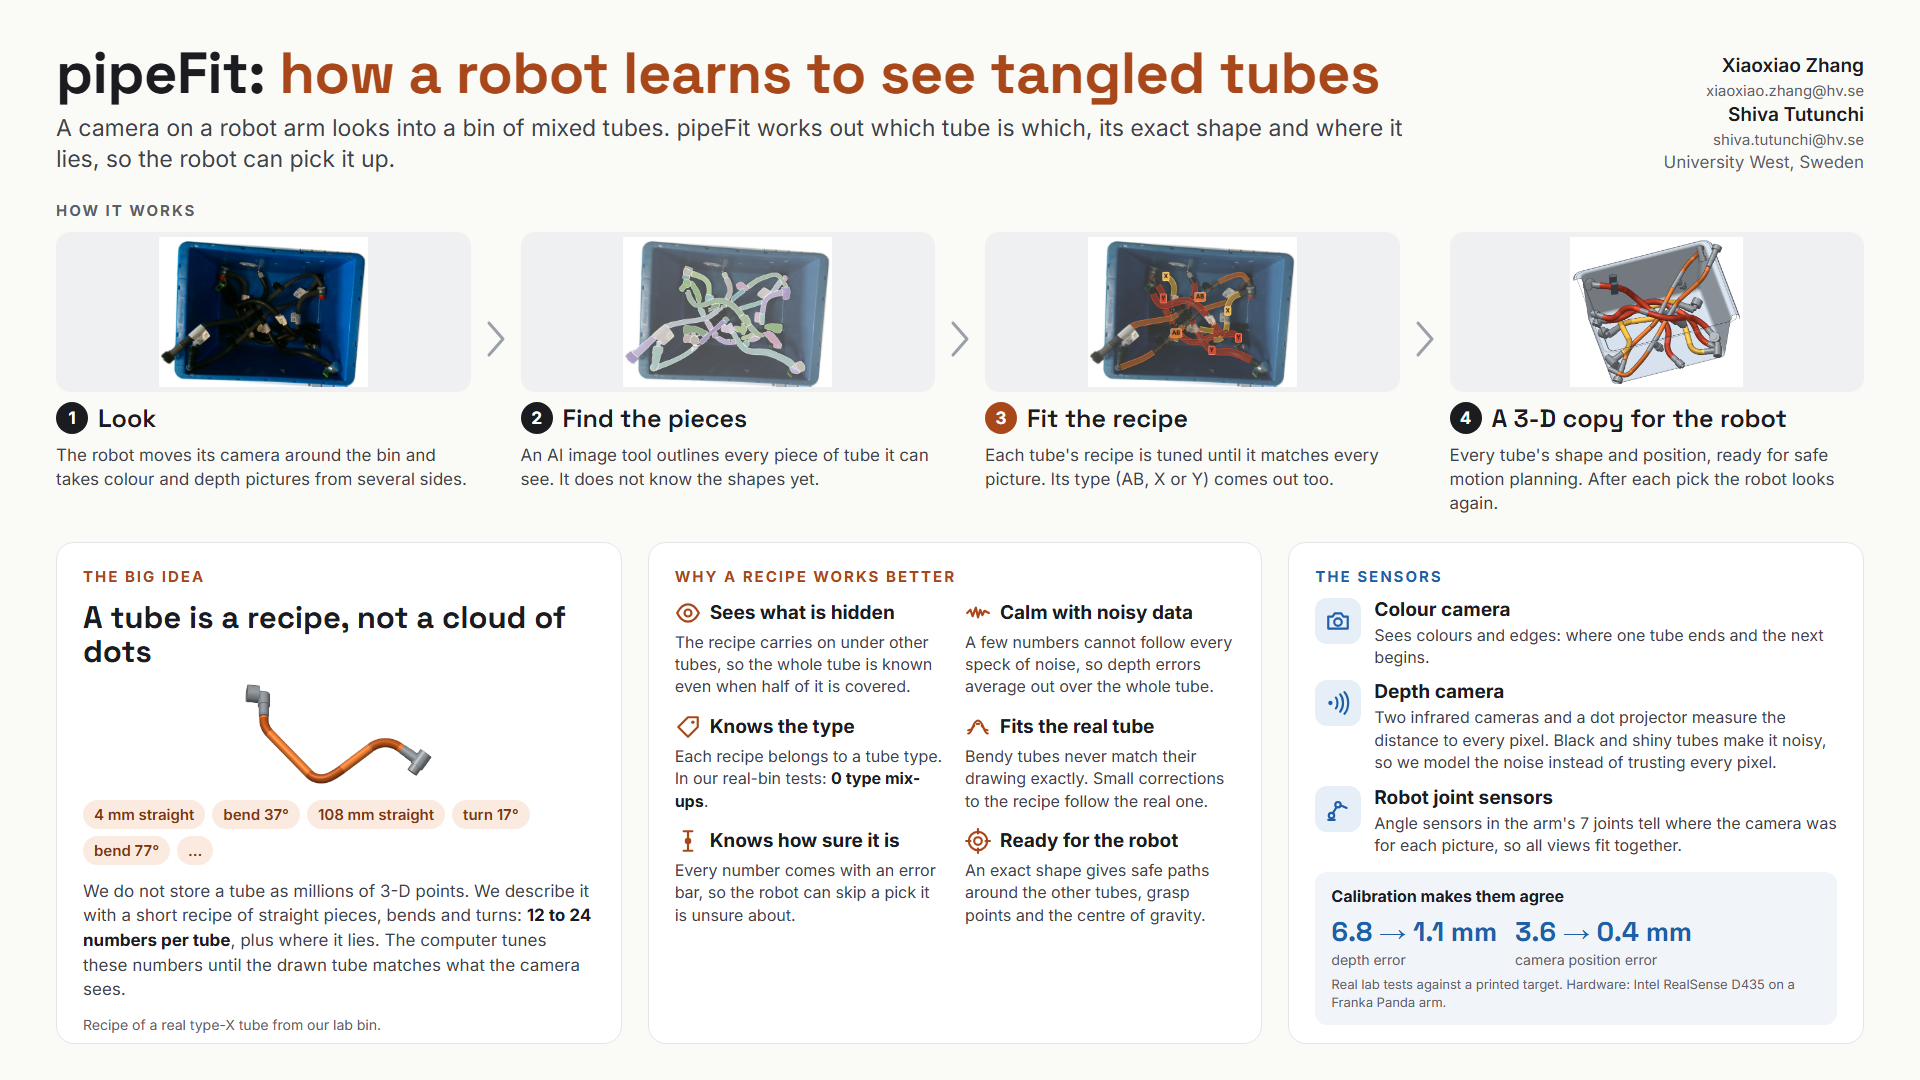 pipeFit: how a robot learns to see tangled tubes
A camera on a robot arm looks into a bin of mixed tubes. pipeFit works out which tube is which, its exact shape and where it
lies, so the robot can pick it up.
Xiaoxiao Zhang
xiaoxiao.zhang@hv.se
Shiva Tutunchi
shiva.tutunchi@hv.se
University West, Sweden
HOW IT WORKS
1 Look
The robot moves its camera around the bin and
takes colour and depth pictures from several sides.
2 Find the pieces
An AI image tool outlines every piece of tube it can
see. It does not know the shapes yet.
X
Y
AB
X
AB
Y
Y
3 Fit the recipe
Each tube's recipe is tuned until it matches every
picture. Its type (AB, X or Y) comes out too.
4 A 3-D copy for the robot
Every tube's shape and position, ready for safe
motion planning. After each pick the robot looks
again.
THE BIG IDEA
A tube is a recipe, not a cloud of
dots
4 mm straight
bend 37°
108 mm straight
turn 17°
bend 77°
...
We do not store a tube as millions of 3-D points. We describe it
with a short recipe of straight pieces, bends and turns: 12 to 24
numbers per tube, plus where it lies. The computer tunes
these numbers until the drawn tube matches what the camera
sees.
Recipe of a real type-X tube from our lab bin.
WHY A RECIPE WORKS BETTER
Sees what is hidden
The recipe carries on under other
tubes, so the whole tube is known
even when half of it is covered.
Calm with noisy data
A few numbers cannot follow every
speck of noise, so depth errors
average out over the whole tube.
Knows the type
Each recipe belongs to a tube type.
In our real-bin tests: 0 type mix-
ups.
Fits the real tube
Bendy tubes never match their
drawing exactly. Small corrections
to the recipe follow the real one.
Knows how sure it is
Every number comes with an error
bar, so the robot can skip a pick it
is unsure about.
Ready for the robot
An exact shape gives safe paths
around the other tubes, grasp
points and the centre of gravity.
THE SENSORS
Colour camera
Sees colours and edges: where one tube ends and the next
begins.
Depth camera
Two infrared cameras and a dot projector measure the
distance to every pixel. Black and shiny tubes make it noisy,
so we model the noise instead of trusting every pixel.
Robot joint sensors
Angle sensors in the arm's 7 joints tell where the camera was
for each picture, so all views fit together.
Calibration makes them agree
6.8 → 1.1 mm
depth error
3.6 → 0.4 mm
camera position error
Real lab tests against a printed target. Hardware: Intel RealSense D435 on a
Franka Panda arm.